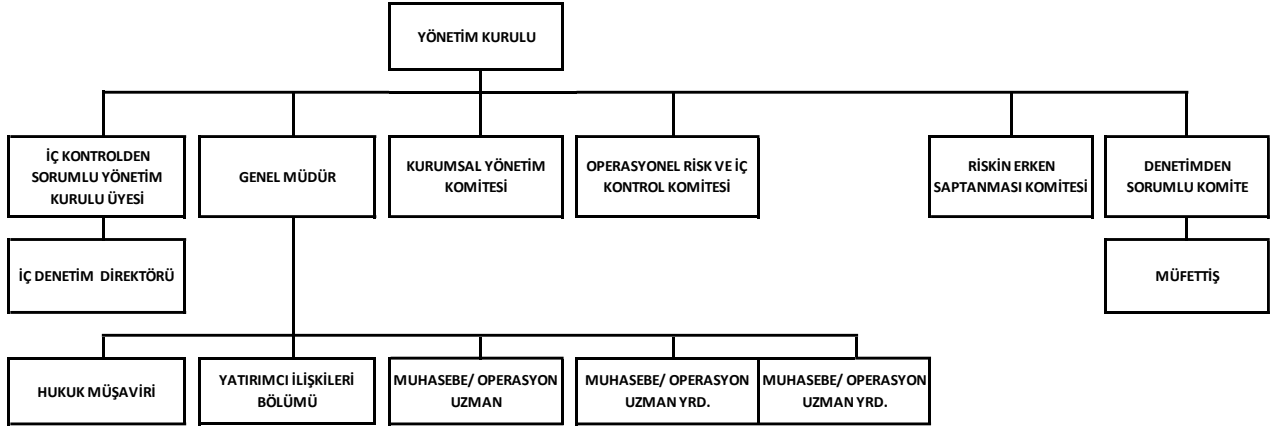 YÖNETİM KURULU
İÇ KONTROLDEN
SORUMLU YÖNETİM
KURULU ÜYESİ
GENEL MÜDÜR
KURUMSAL YÖNETİM
KOMİTESİ
OPERASYONEL RİSK VE İÇ
KONTROL KOMİTESİ
RİSKİN ERKEN
SAPTANMASI KOMİTESİ
DENETİMDEN
SORUMLU KOMİTE
İÇ DENETİM DİREKTÖRÜ
MÜFETTİŞ
HUKUK MÜŞAVİRİ
YATIRIMCI İLİŞKİLERİ
BÖLÜMÜ
MUHASEBE/ OPERASYON
UZMAN
MUHASEBE/ OPERASYON
UZMAN YRD.
MUHASEBE/ OPERASYON
UZMAN YRD.